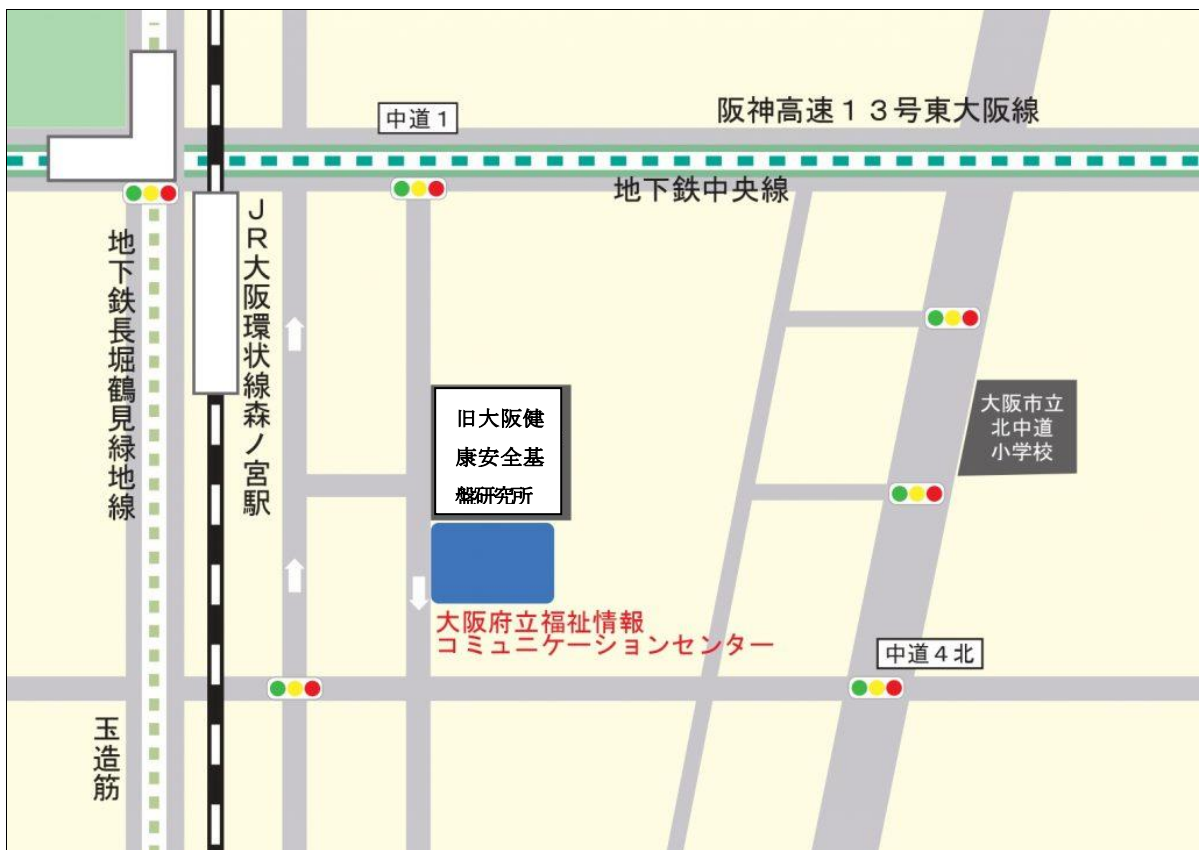 中道1
阪神高速13号東大阪線
地下鉄中央線
地下鉄長堀鶴見緑地線
JR大阪環状線森ノ宮駅
旧大阪健
康安全基
盤研究所
大阪市立
北中道
小学校
大阪府立福祉情報
コミュニケーションセンター
中道4北
玉造筋